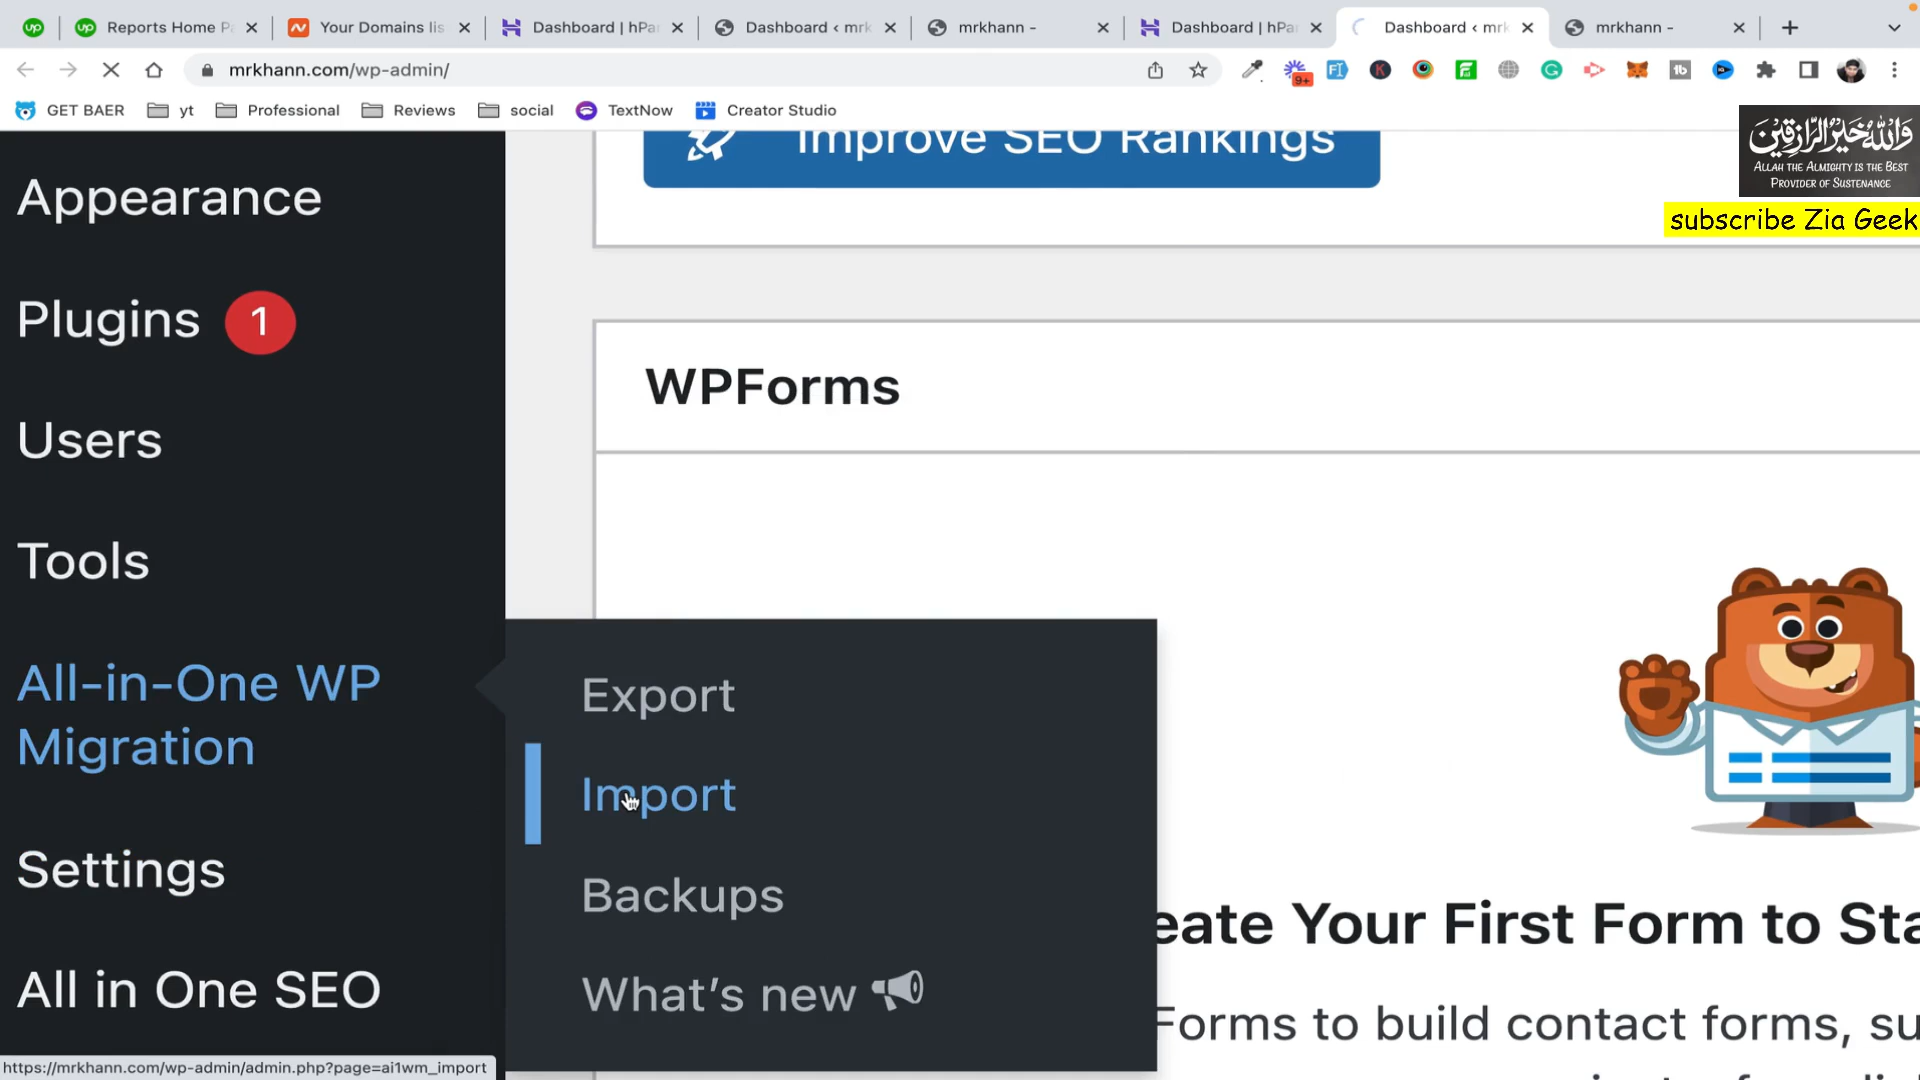 Reports Home P
Your Domains lis
Dashboard | hPar
Dashboard ‹ mrk
mrkhann -
Dashboard | hPar
Dashboard ‹ mrk
mrkhann -
mrkhann.com/wp-admin/
9+
GET BAER
yt
Professional
Reviews
social
TextNow
Creator Studio
وَاللَّهُ خَيْرُ الرَّازِقِينَ
ALLAH THE ALMIGHTY IS THE BEST
PROVIDER OF SUSTENANCE
subscribe Zia Geek
Improve SEO Rankings
Appearance
Plugins 1
Users
Tools
All-in-One WP
Migration
Settings
All in One SEO
Export
Import
Backups
What's new
WPForms
eate Your First Form to Sta
Forms to build contact forms, su
https://mrkhann.com/wp-admin/admin.php?page=ai1wm_import